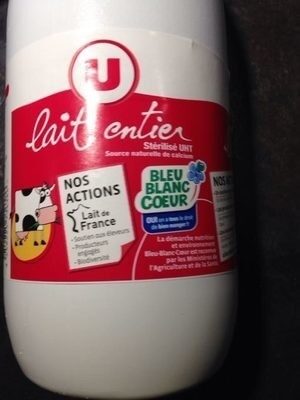 U
lait entier
Stérilisé UHT
Source naturelle de calcium
NOS
ACTIONS
Lait de
France
- Soutien aux éleveurs
- Producteurs
engagés
- Biodiversité
BLEU
BLANC
COEUR
OUI on a tous le droit
de bien manger !
La démarche nutrition
et environnement
Bleu-Blanc-Cœur est reconnue
par les Ministères de
l'Agriculture et de la Santé
NOS